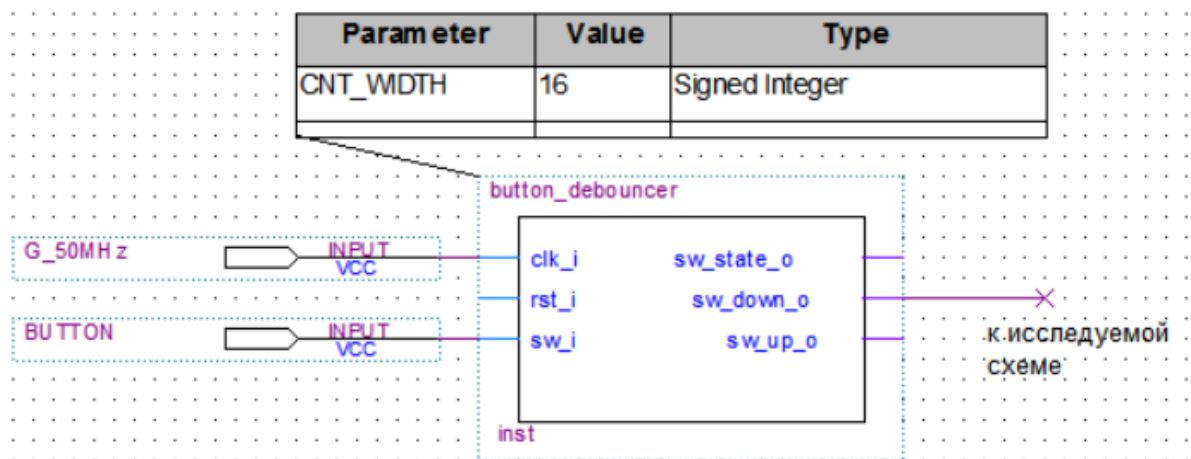 Parameter Value Type
CNT_WIDTH 16 Signed Integer
button_debouncer
G_50MHz INPUT VCC
clk_i sw_state_o
rst_i sw_down_o
BUTTON INPUT VCC
sw_i sw_up_o
к исследуемой
схеме
inst